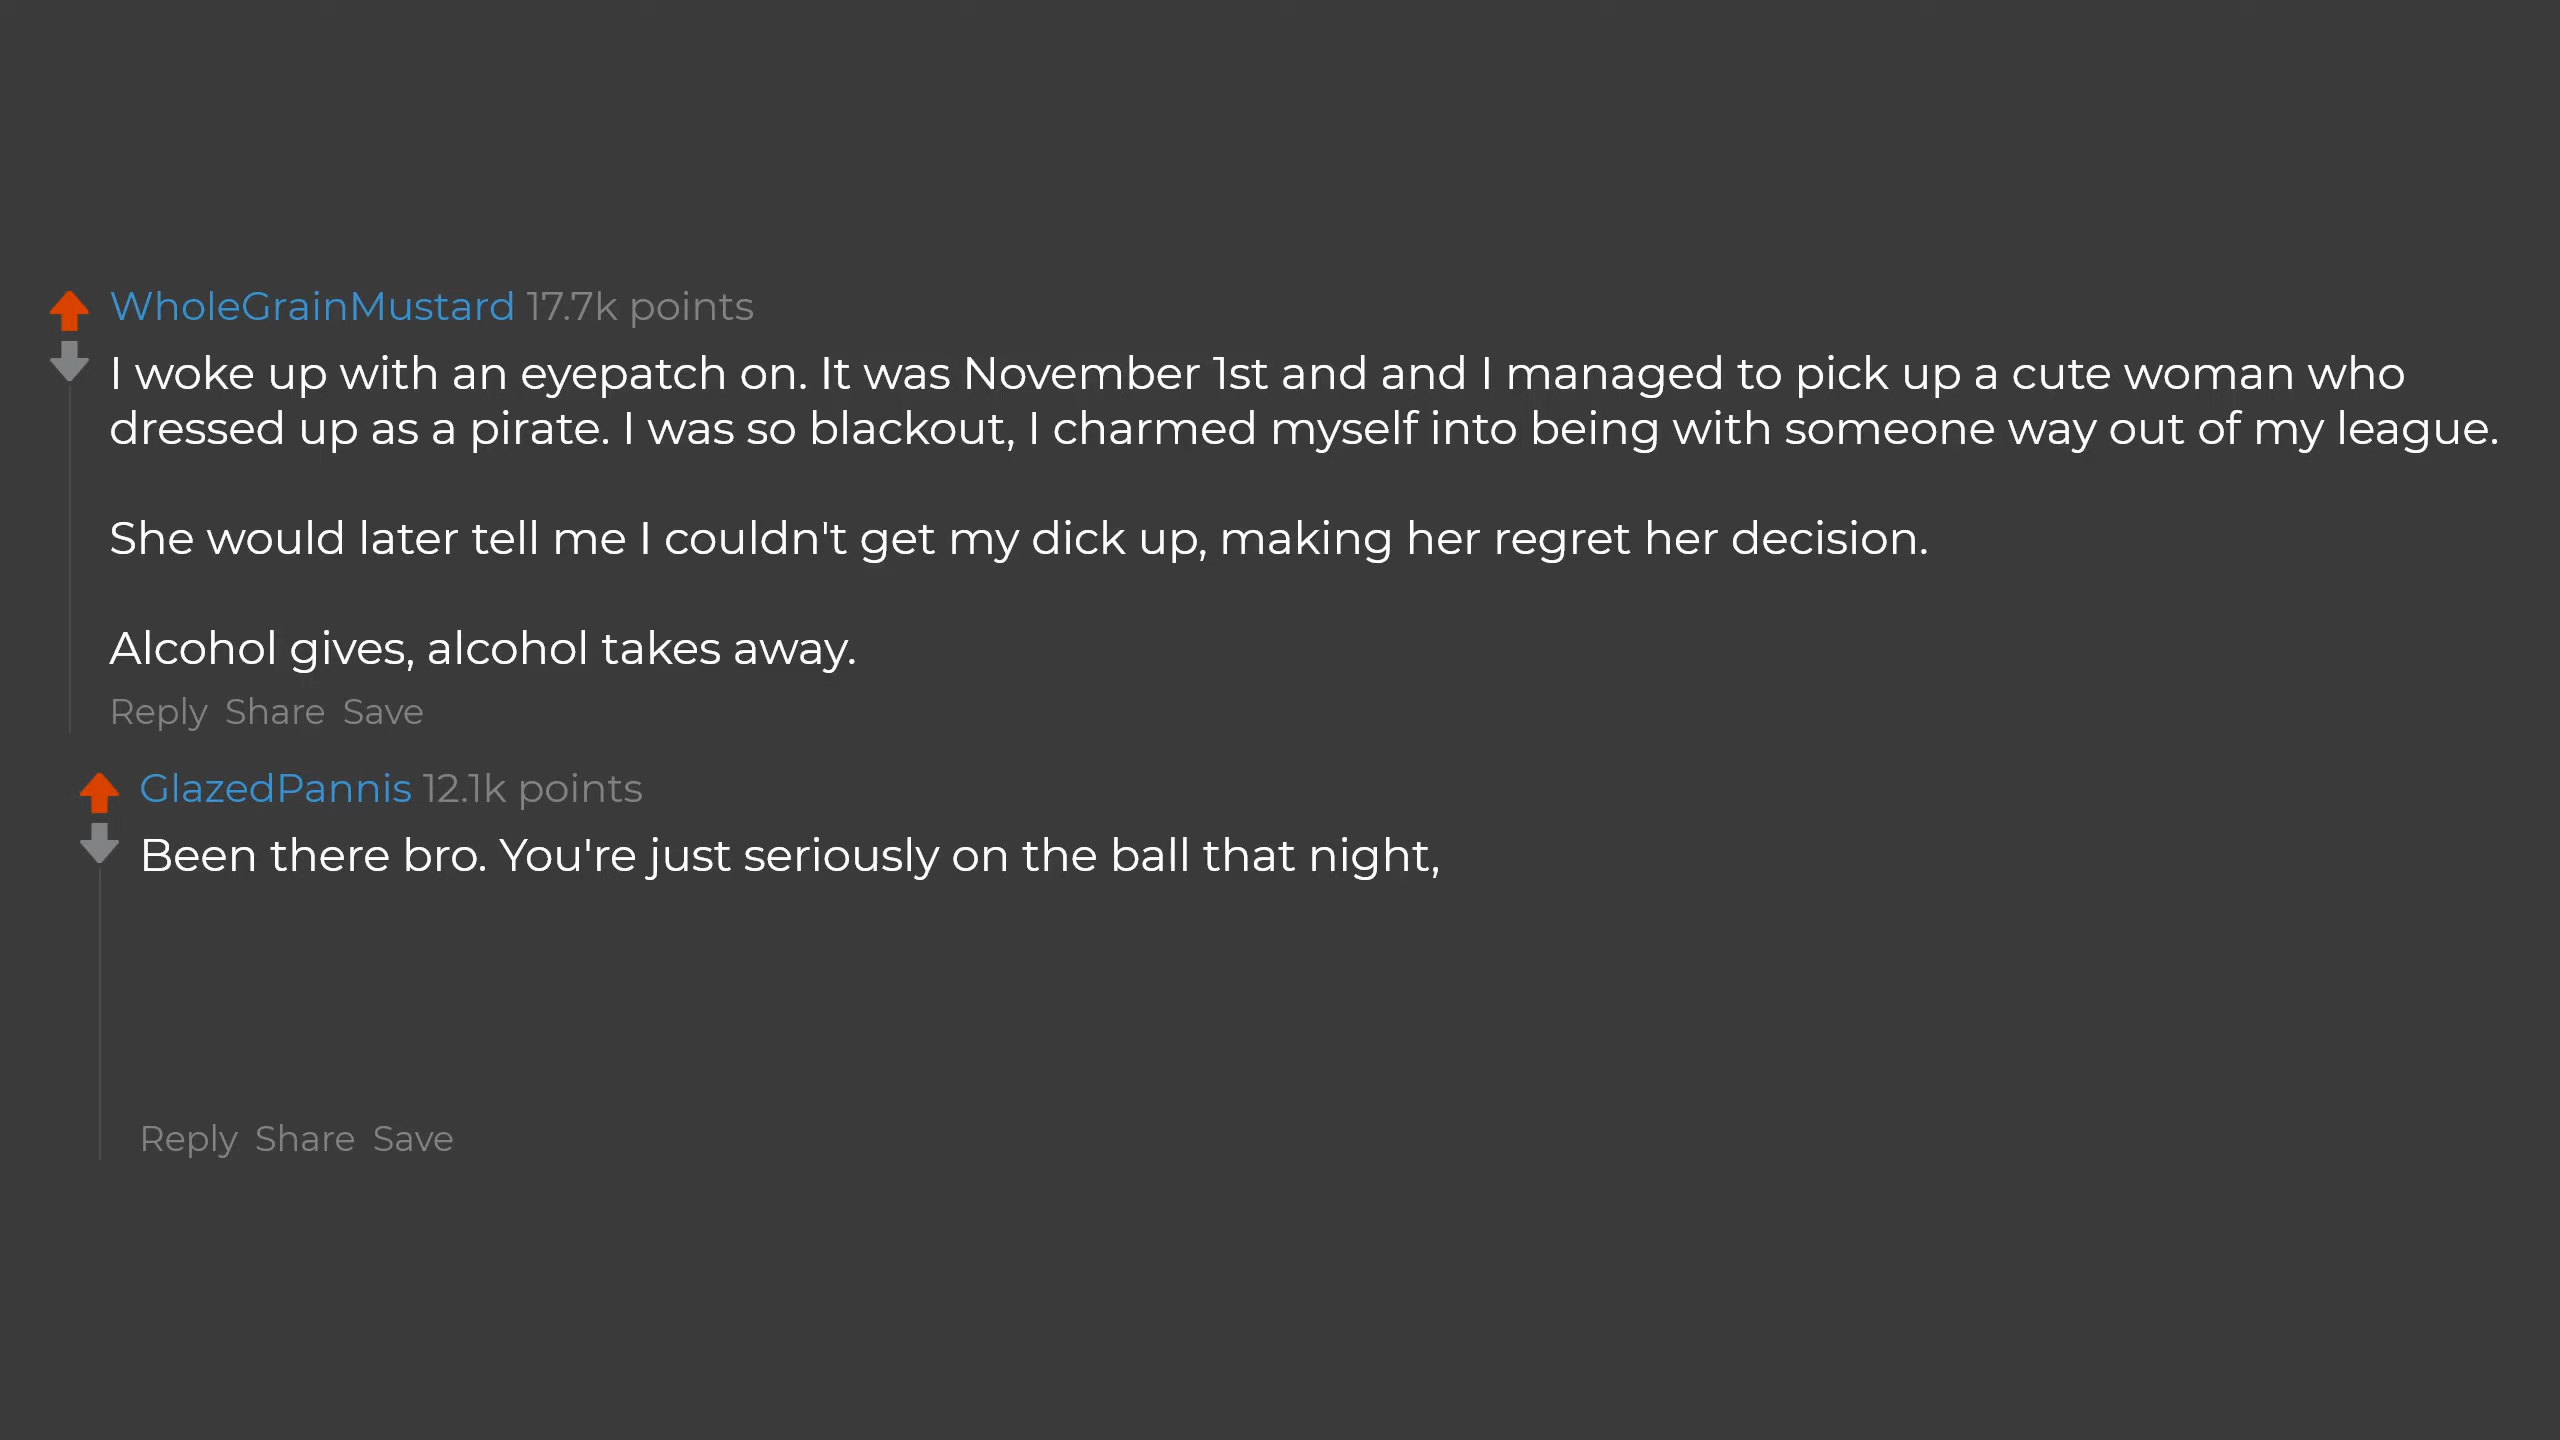 WholeGrainMustard 17.7k points
I woke up with an eyepatch on. It was November 1st and and I managed to pick up a cute woman who
dressed up as a pirate. I was so blackout, I charmed myself into being with someone way out of my league.
She would later tell me I couldn't get my dick up, making her regret her decision.
Alcohol gives, alcohol takes away.
Reply Share Save
GlazedPannis 12.1k points
Been there bro. You're just seriously on the ball that night,
Reply Share Save